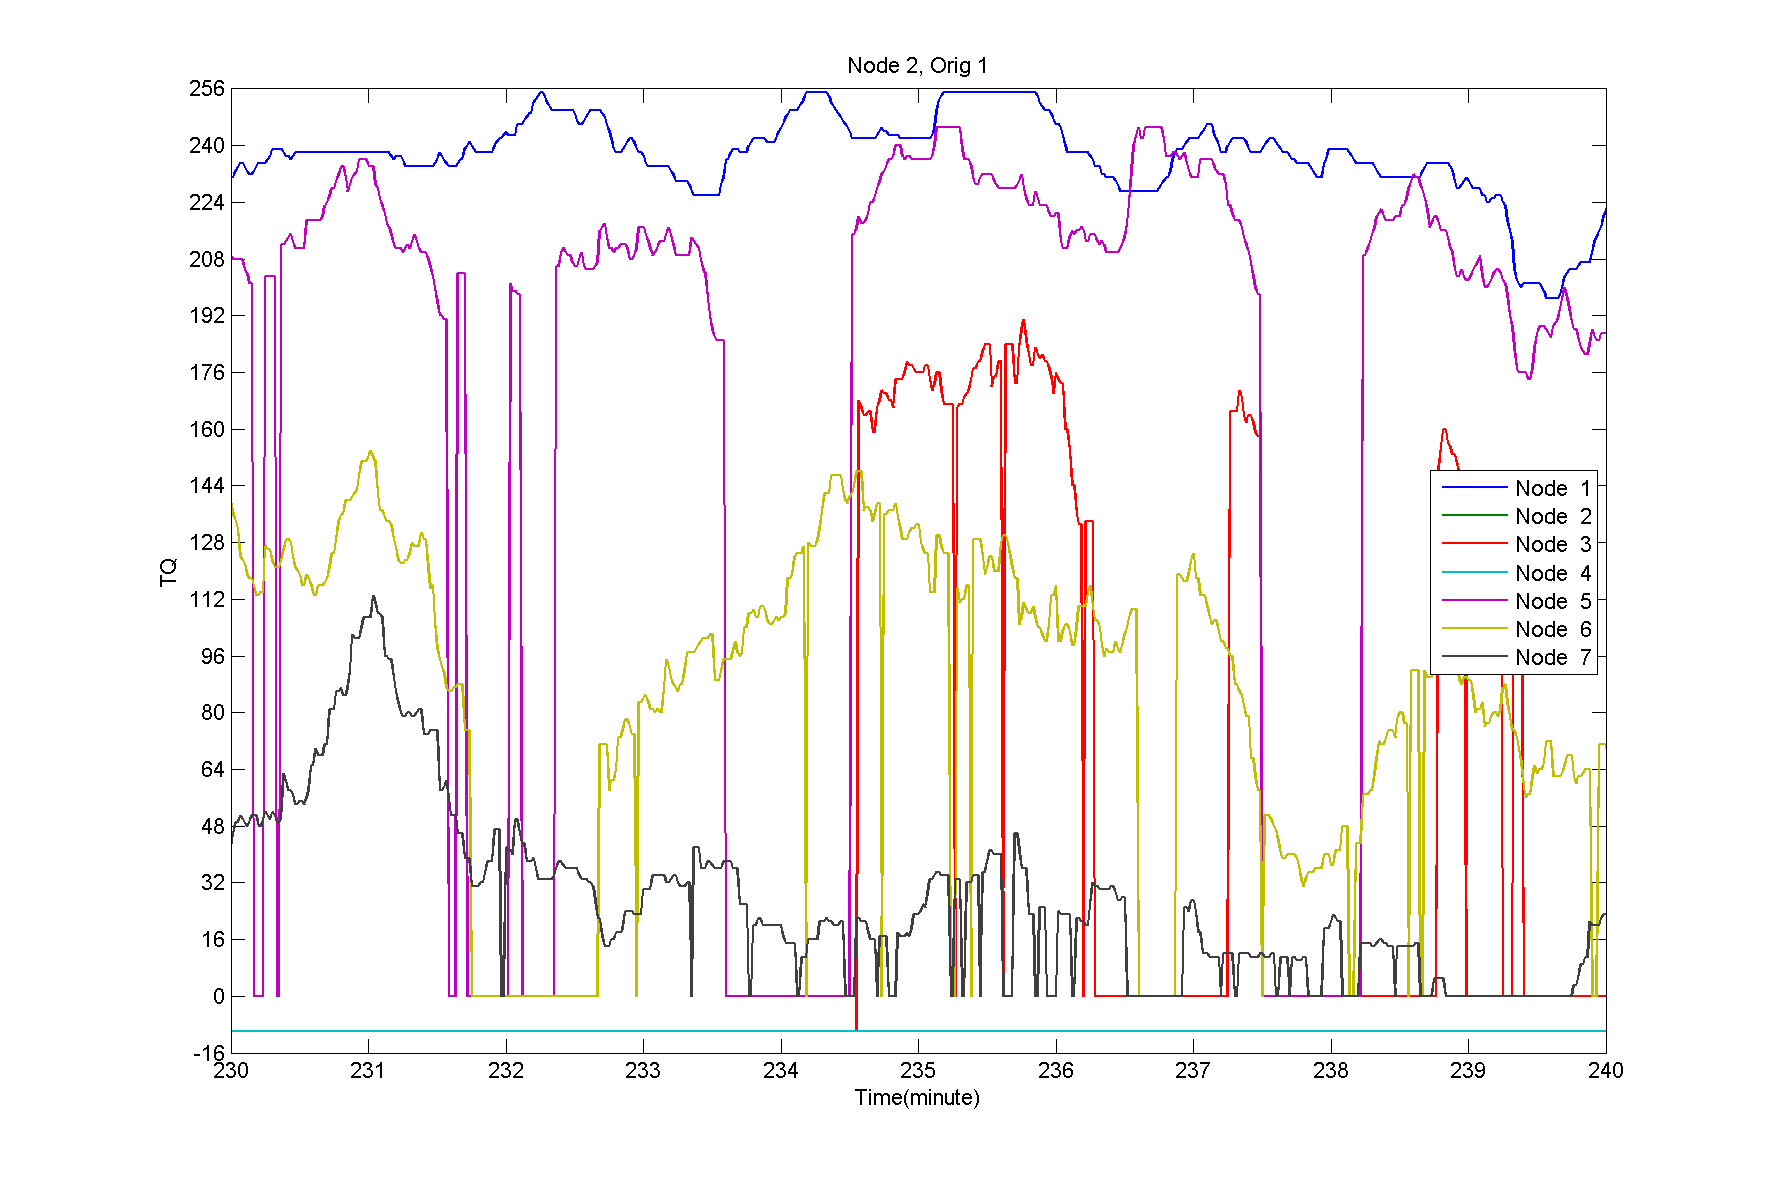 Node 2, Orig 1
256
240
224
208
192
176
160
144
128
112
96
80
64
48
32
16
0
-16
TQ
Node 1
Node 2
Node 3
Node 4
Node 5
Node 6
Node 7
230 231 232 233 234 235 236 237 238 239 240
Time(minute)